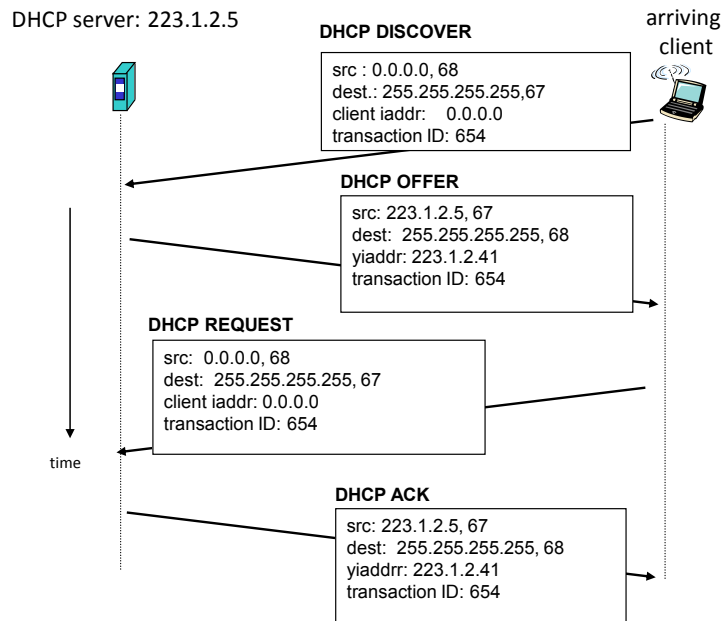 DHCP server: 223.1.2.5
arriving
client
DHCP DISCOVER
src : 0.0.0.0, 68
dest.: 255.255.255.255,67
client iaddr: 0.0.0.0
transaction ID: 654
DHCP OFFER
src: 223.1.2.5, 67
dest: 255.255.255.255, 68
yiaddr: 223.1.2.41
transaction ID: 654
DHCP REQUEST
src: 0.0.0.0, 68
dest: 255.255.255.255, 67
client iaddr: 0.0.0.0
transaction ID: 654
time
DHCP ACK
src: 223.1.2.5, 67
dest: 255.255.255.255, 68
yiaddrr: 223.1.2.41
transaction ID: 654